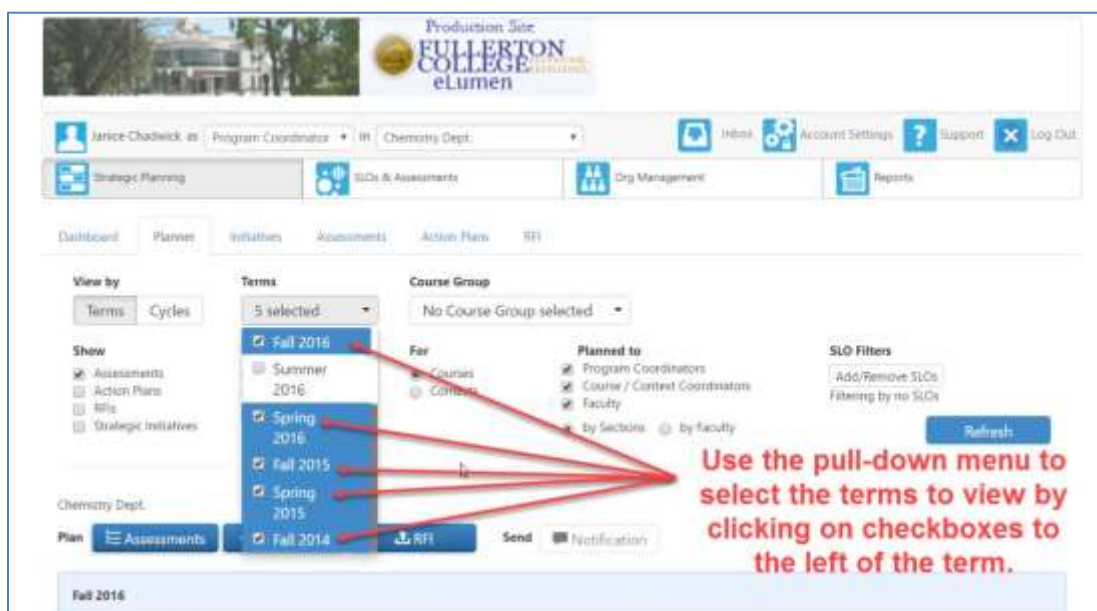 Production Site
FULLERTON
COLLEGE
eLumen
Janice Chadwick as Program Coordinator in Chemistry Dept.
Inbox Account Settings ? Support Log Out
Strategic Planning SLOs & Assessments Org Management Reports
Dashboard Planner Initiatives Assessments Action Plans RFI
View by Terms Course Group
Terms Cycles 5 selected No Course Group selected
Fall 2016
Summer
2016
Spring
2016
Fall 2015
Spring
2015
Fall 2014
Show
Assessments
Action Plans
RFIs
Strategic Initiatives
For
Courses
Contexts
Planned to
Program Coordinators
Course / Context Coordinators
Faculty
by Sections by Faculty
SLO Filters
Add/Remove SLOs
Filtering by no SLOs
Refresh
Use the pull-down menu to
select the terms to view by
clicking on checkboxes to
the left of the term.
Chemistry Dept.
Plan Assessments RFI Send Notification
Fall 2016